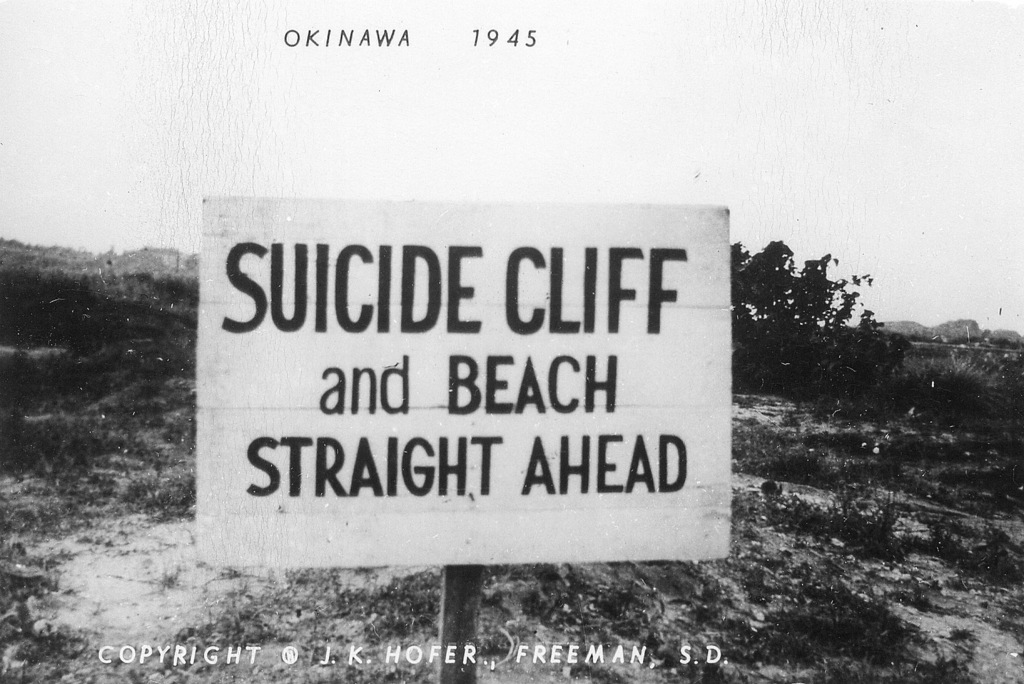 OKINAWA 1945
SUICIDE CLIFF
and BEACH
STRAIGHT AHEAD
COPYRIGHT © J. K. HOFER., FREEMAN, S.D.